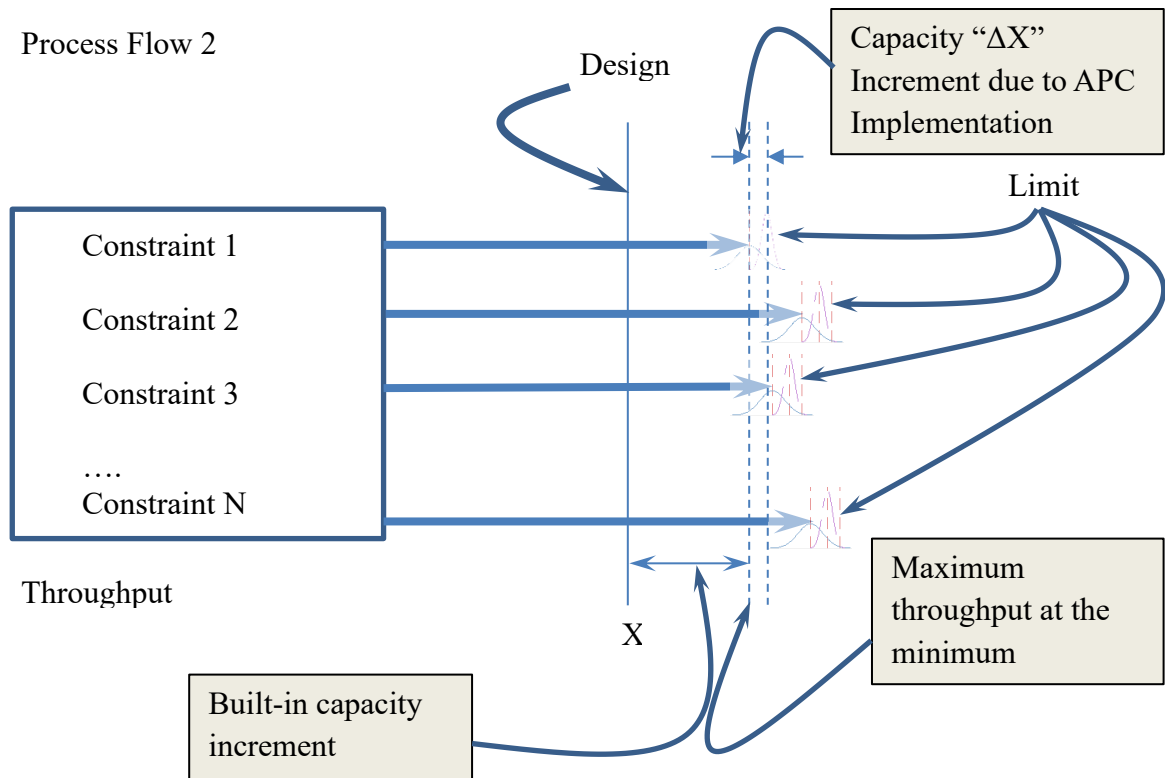 Process Flow 2
Design
Capacity “ΔX”
Increment due to APC
Implementation
Limit
Constraint 1
Constraint 2
Constraint 3
….
Constraint N
Throughput
X
Maximum
throughput at the
minimum
Built-in capacity
increment